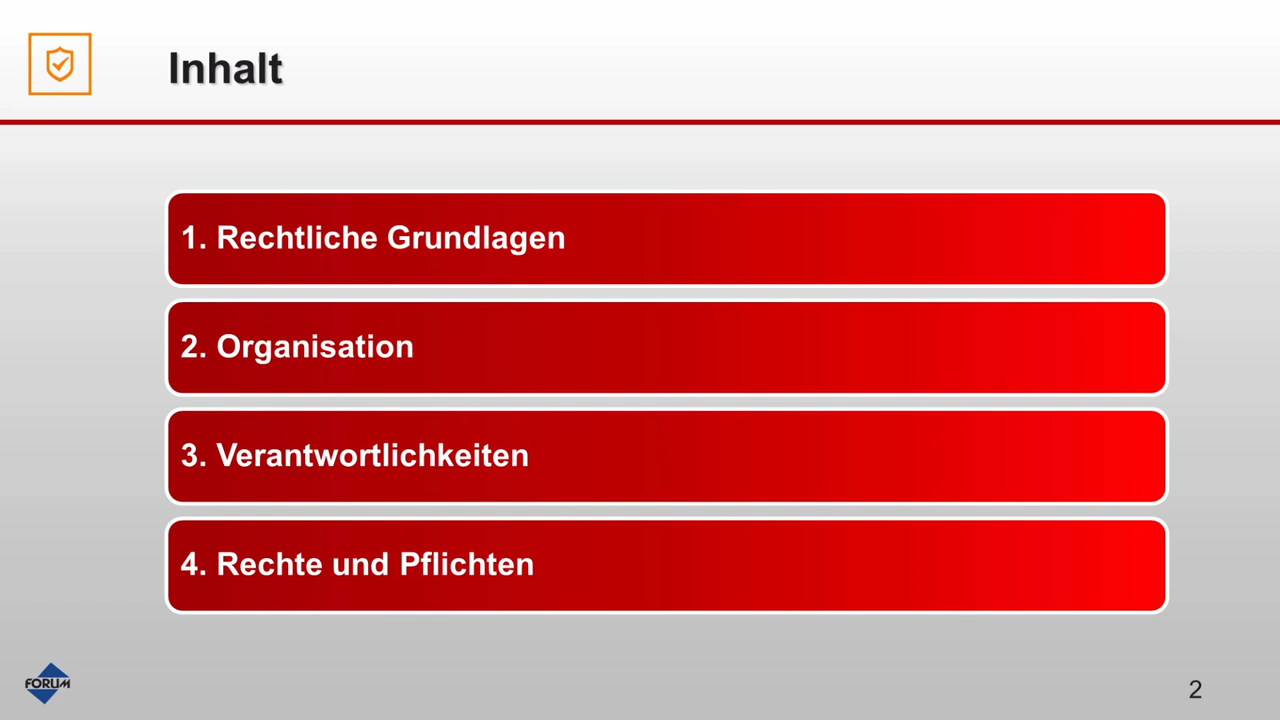 Inhalt
1. Rechtliche Grundlagen
2. Organisation
3. Verantwortlichkeiten
4. Rechte und Pflichten
FORUM
2